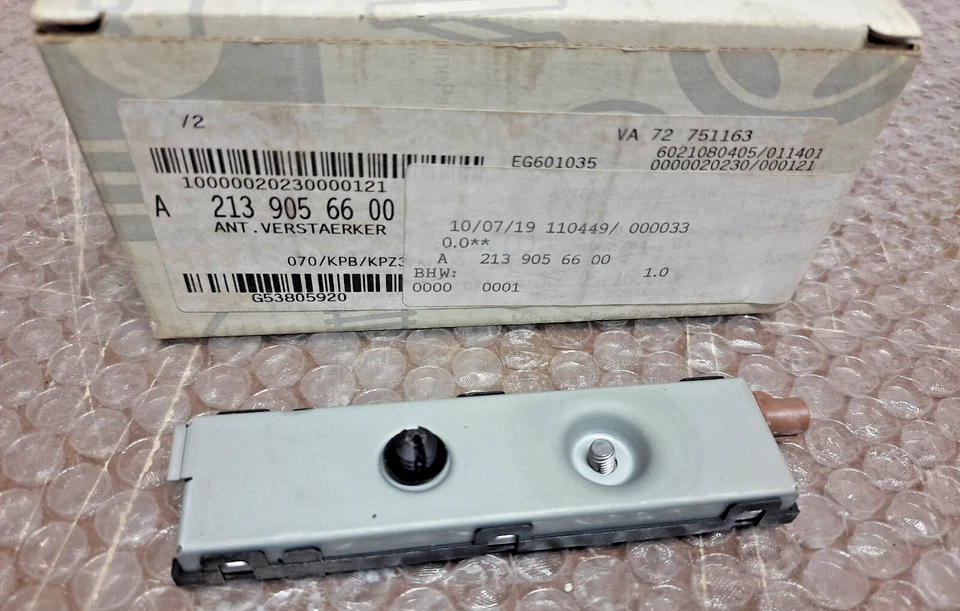 /2
VA 72 751163
6021080405/011401
EG601035 0000020230/000121
10000020230000121
A 213 905 66 00
ANT.VERSTAERKER
070/KPB/KPZ3
G53805920
10/07/19 110449/ 000033
0.0**
A 213 905 66 00
BHW: 1.0
0000 0001